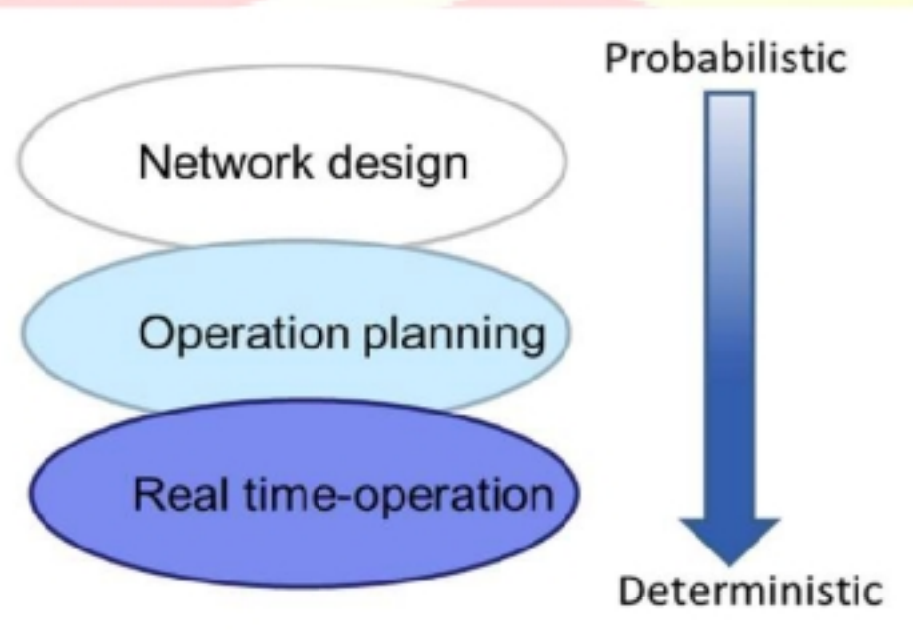 Probabilistic
Network design
Operation planning
Real time-operation
Deterministic